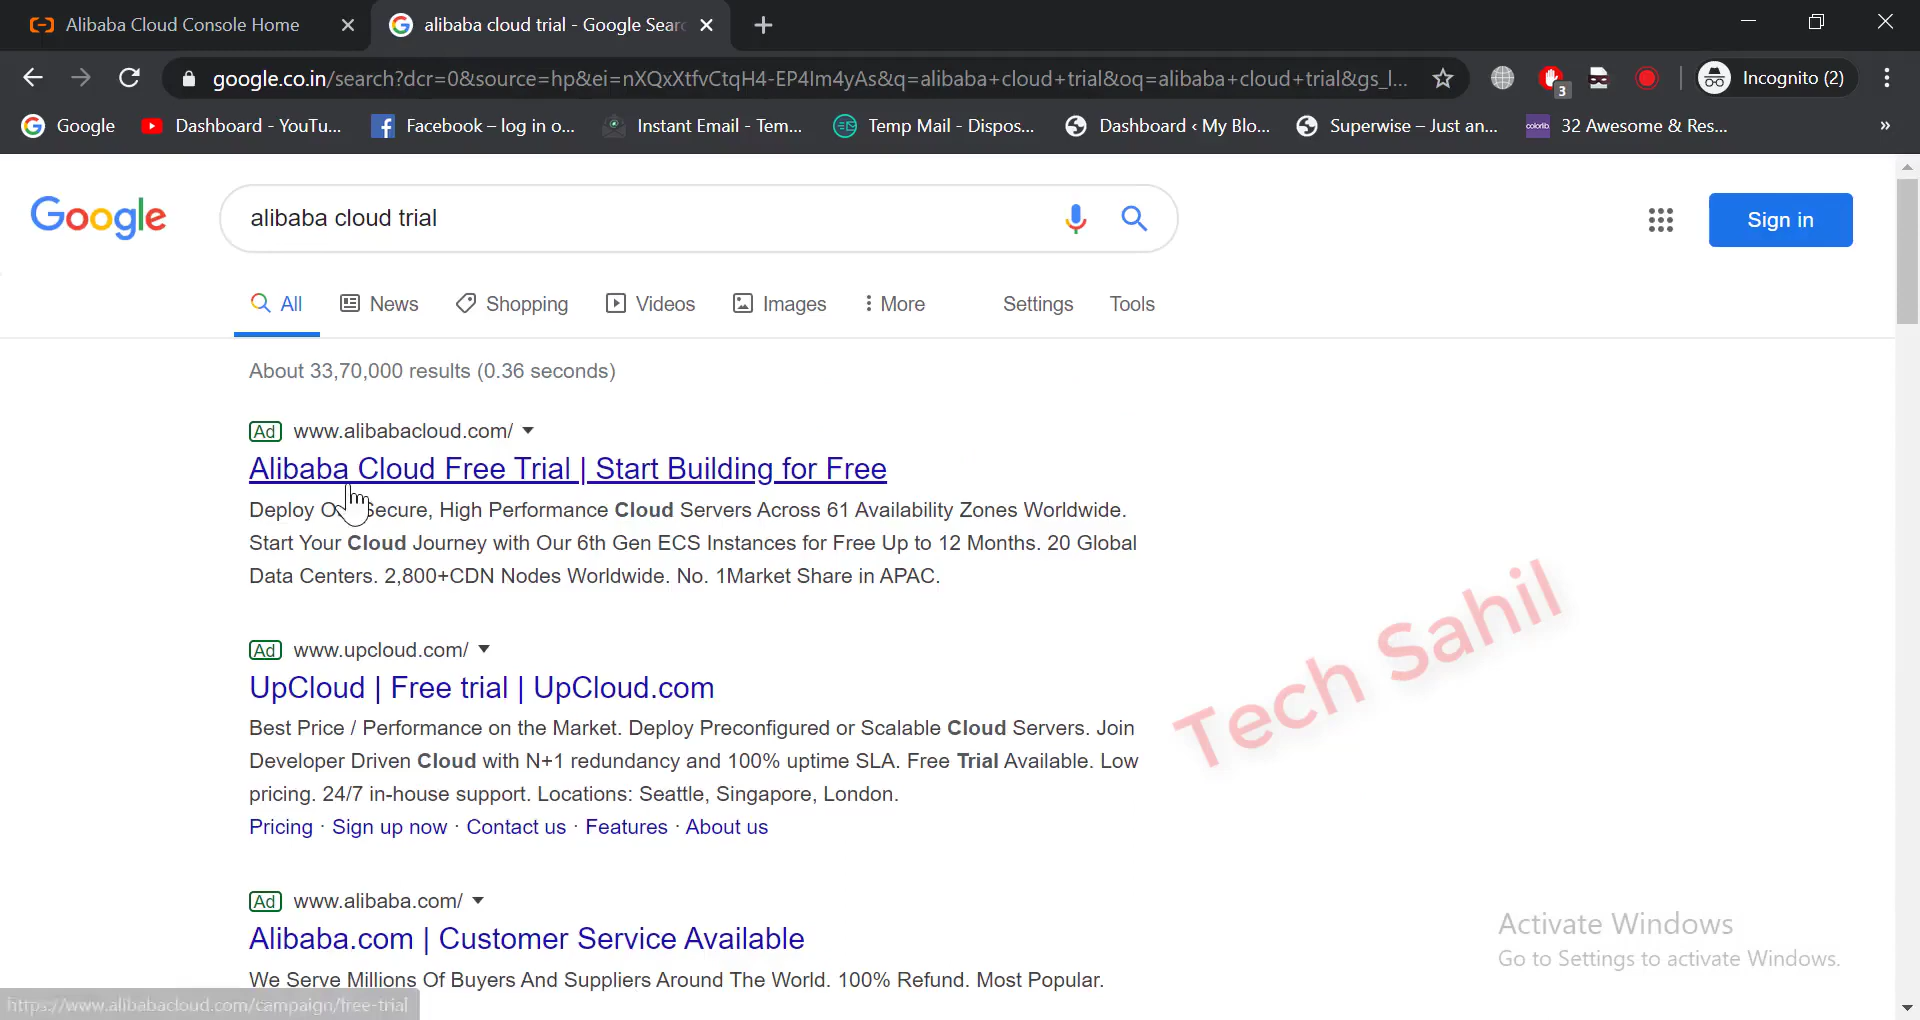 Alibaba Cloud Console Home
alibaba cloud trial - Google Sear
google.co.in/search?dcr=0&source=hp&ei=nXQxXtfvCtqH4-EP4Im4yAs&q=alibaba+cloud+trial&oq=alibaba+cloud+trial&gs_l...
3
Incognito (2)
Google
Dashboard - YouTu...
Facebook – log in o...
Instant Email - Tem...
Temp Mail - Dispos...
Dashboard ‹ My Blo...
Superwise – Just an...
colorlib
32 Awesome & Res...
»
Google
alibaba cloud trial
Sign in
All
News
Shopping
Videos
Images
More
Settings
Tools
About 33,70,000 results (0.36 seconds)
Ad www.alibabacloud.com/
Alibaba Cloud Free Trial | Start Building for Free
Deploy O Secure, High Performance Cloud Servers Across 61 Availability Zones Worldwide.
Start Your Cloud Journey with Our 6th Gen ECS Instances for Free Up to 12 Months. 20 Global
Data Centers. 2,800+CDN Nodes Worldwide. No. 1Market Share in APAC.
Ad www.upcloud.com/
UpCloud | Free trial | UpCloud.com
Best Price / Performance on the Market. Deploy Preconfigured or Scalable Cloud Servers. Join
Developer Driven Cloud with N+1 redundancy and 100% uptime SLA. Free Trial Available. Low
pricing. 24/7 in-house support. Locations: Seattle, Singapore, London.
Pricing · Sign up now · Contact us · Features · About us
Tech Sahil
Ad www.alibaba.com/
Alibaba.com | Customer Service Available
We Serve Millions Of Buyers And Suppliers Around The World. 100% Refund. Most Popular.
Activate Windows
Go to Settings to activate Windows.
https://www.alibabacloud.com/campaign/free-trial